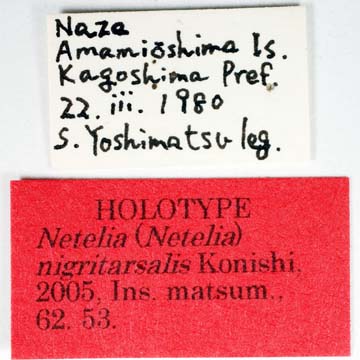 Naze
Amamioshima Is.
Kagoshima Pref.
22. iii. 1980
S. Yoshimatsu leg.
HOLOTYPE
Netelia (Netelia)
nigritarsalis Konishi,
2005, Ins. matsum.,
62. 53.